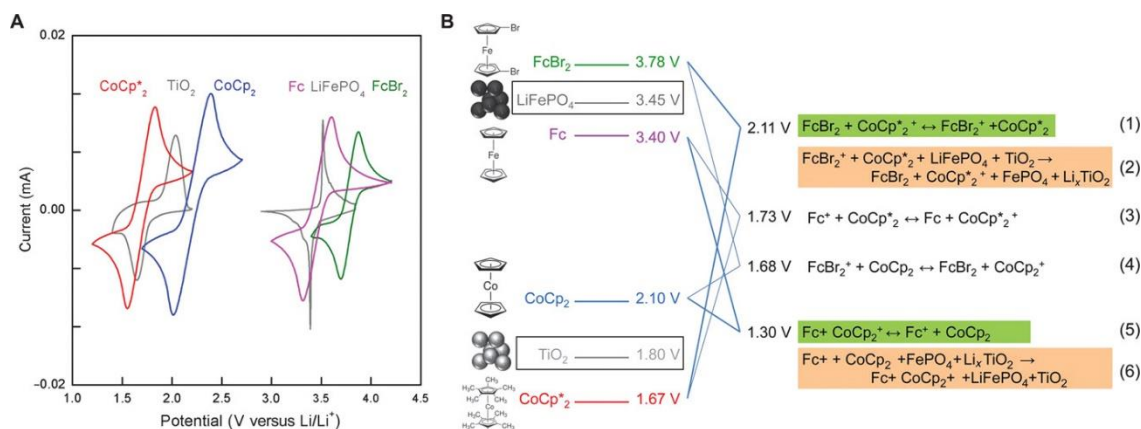 A
0.02
0.00
−0.02
Current (mA)
CoCp*2
TiO2
CoCp2
Fc LiFePO4 FcBr2
1.0 1.5 2.0 2.5 3.0 3.5 4.0 4.5
Potential (V versus Li/Li+)
B
Br
Fe
Br
FcBr2 3.78 V
LiFePO4 3.45 V
Fc 3.40 V
Fe
Co
CoCp2 2.10 V
TiO2 1.80 V
CoCp*2 1.67 V
Co
2.11 V FcBr2 + CoCp*2+ ↔ FcBr2+ +CoCp*2 (1)
FcBr2+ + CoCp*2 + LiFePO4 + TiO2 → (2)
FcBr2 + CoCp*2+ + FePO4 + LixTiO2
1.73 V Fc+ + CoCp*2 ↔ Fc + CoCp*2+ (3)
1.68 V FcBr2+ + CoCp2 ↔ FcBr2 + CoCp2+ (4)
1.30 V Fc+ CoCp2+ ↔ Fc+ + CoCp2 (5)
Fc+ + CoCp2 +FePO4+LixTiO2 → (6)
Fc+ CoCp2+ +LiFePO4+TiO2